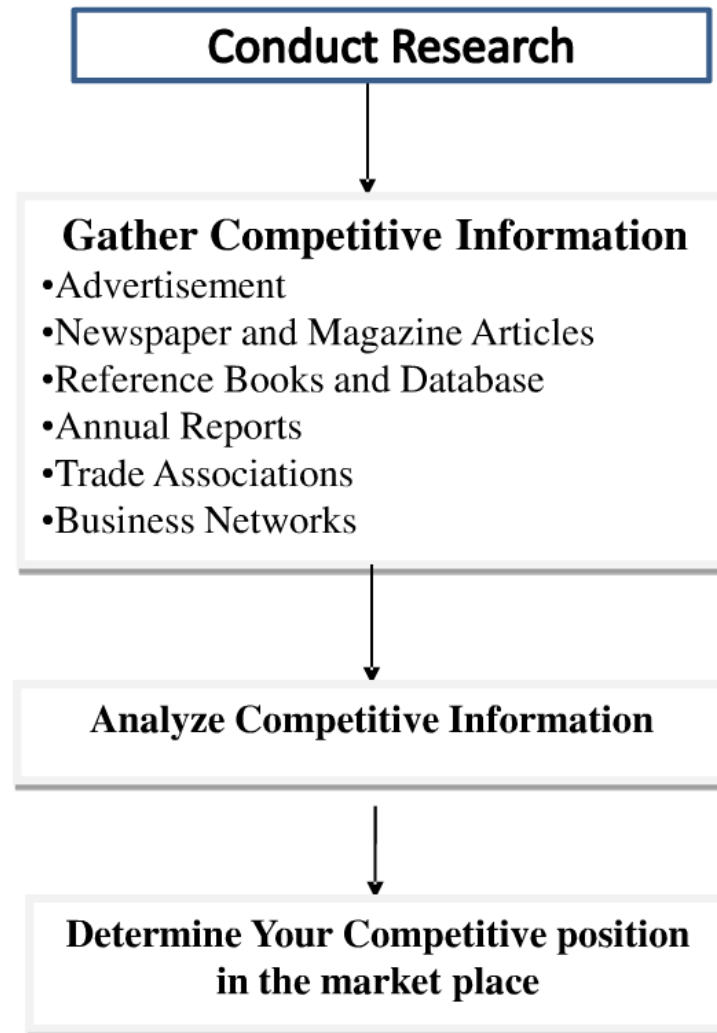 Conduct Research
Gather Competitive Information
•Advertisement
•Newspaper and Magazine Articles
•Reference Books and Database
•Annual Reports
•Trade Associations
•Business Networks
Analyze Competitive Information
Determine Your Competitive position
in the market place